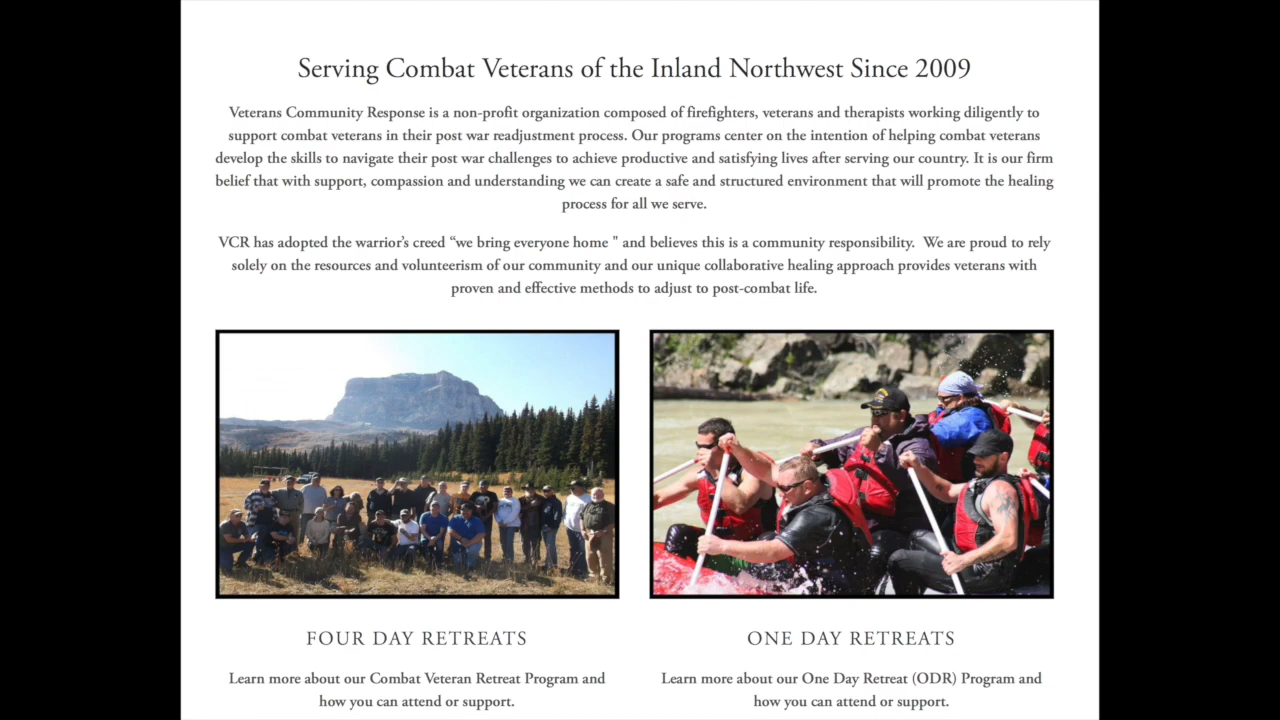 Serving Combat Veterans of the Inland Northwest Since 2009
Veterans Community Response is a non-profit organization composed of firefighters, veterans and therapists working diligently to
support combat veterans in their post war readjustment process. Our programs center on the intention of helping combat veterans
develop the skills to navigate their post war challenges to achieve productive and satisfying lives after serving our country. It is our firm
belief that with support, compassion and understanding we can create a safe and structured environment that will promote the healing
process for all we serve.
VCR has adopted the warrior’s creed “we bring everyone home " and believes this is a community responsibility.  We are proud to rely
solely on the resources and volunteerism of our community and our unique collaborative healing approach provides veterans with
proven and effective methods to adjust to post-combat life.
FOUR DAY RETREATS
Learn more about our Combat Veteran Retreat Program and
how you can attend or support.
ONE DAY RETREATS
Learn more about our One Day Retreat (ODR) Program and
how you can attend or support.